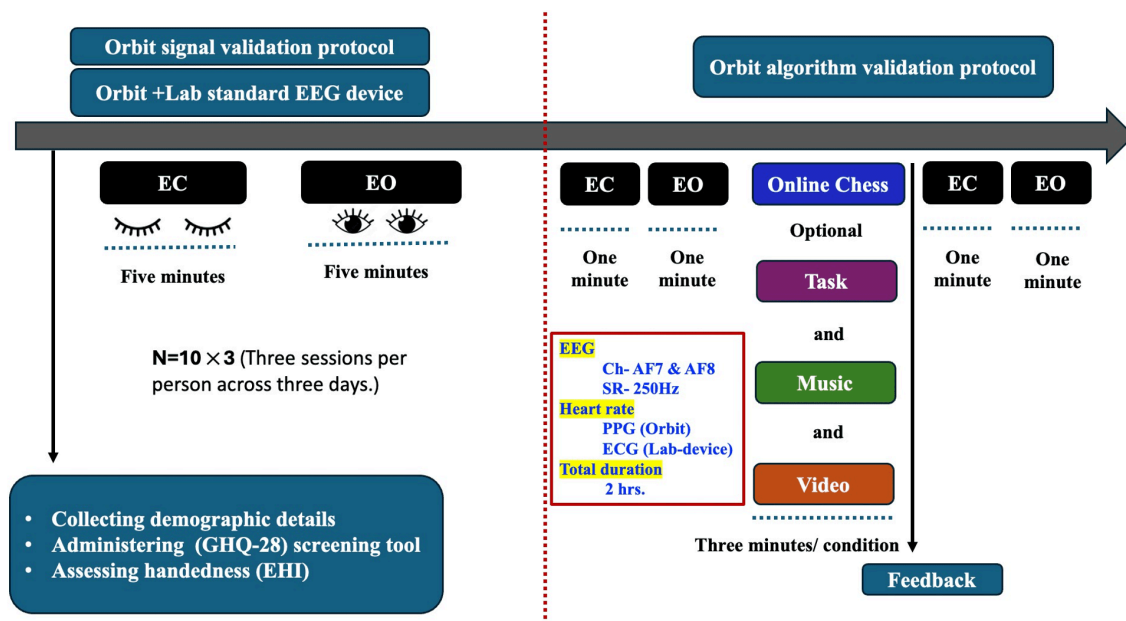 Orbit signal validation protocol
Orbit +Lab standard EEG device
EC
EO
Five minutes
Five minutes
N=10 × 3 (Three sessions per
person across three days.)
• Collecting demographic details
• Administering (GHQ-28) screening tool
• Assessing handedness (EHI)
Orbit algorithm validation protocol
EC
EO
Online Chess
EC
EO
One
minute
One
minute
Optional
Task
and
Music
and
Video
Three minutes/ condition
One
minute
One
minute
EEG
Ch- AF7 & AF8
SR- 250Hz
Heart rate
PPG (Orbit)
ECG (Lab-device)
Total duration
2 hrs.
Feedback